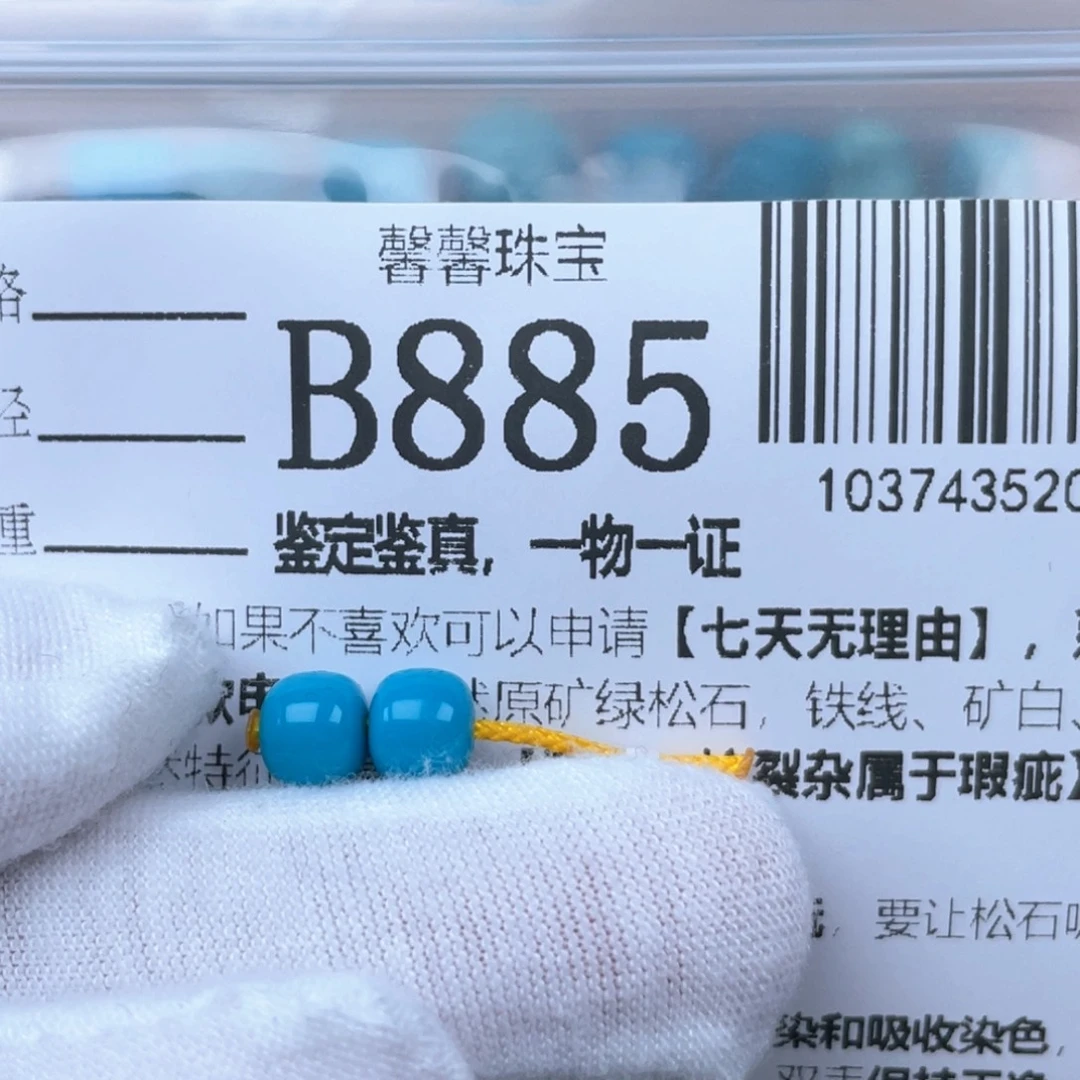 馨馨珠宝
B885
103743520
鉴定鉴真，一物一证
如果不喜欢可以申请【七天无理由】，
原矿绿松石，铁线、矿白、
裂杂属于瑕疵】
要让松石吸
染和吸收染色，